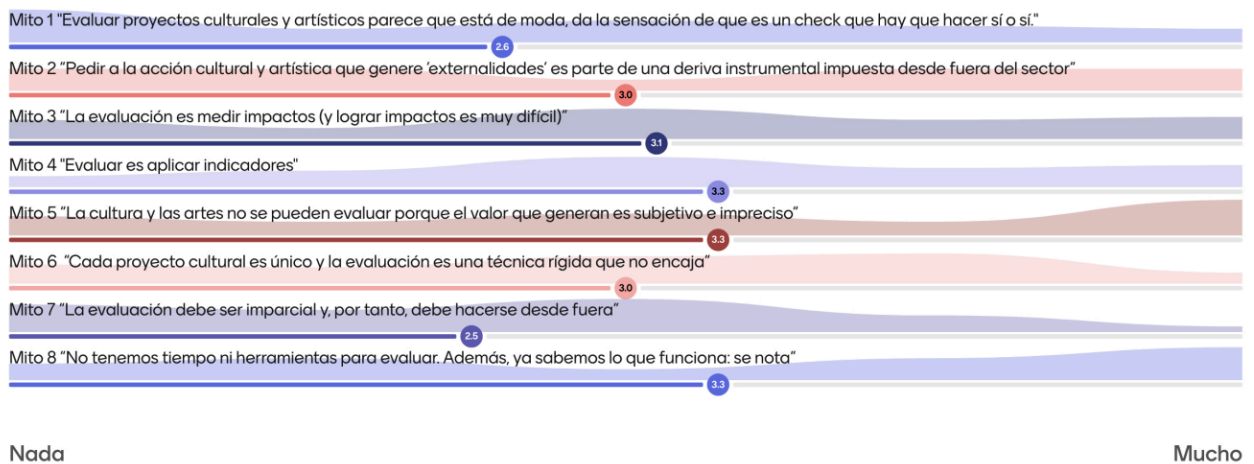 Mito 1 "Evaluar proyectos culturales y artísticos parece que está de moda, da la sensación de que es un check que hay que hacer sí o sí."
2.6
Mito 2 “Pedir a la acción cultural y artística que genere ‘externalidades’ es parte de una deriva instrumental impuesta desde fuera del sector”
3.0
Mito 3 “La evaluación es medir impactos (y lograr impactos es muy difícil)”
3.1
Mito 4 "Evaluar es aplicar indicadores"
3.3
Mito 5 “La cultura y las artes no se pueden evaluar porque el valor que generan es subjetivo e impreciso”
3.3
Mito 6 “Cada proyecto cultural es único y la evaluación es una técnica rígida que no encaja”
3.0
Mito 7 “La evaluación debe ser imparcial y, por tanto, debe hacerse desde fuera”
2.5
Mito 8 “No tenemos tiempo ni herramientas para evaluar. Además, ya sabemos lo que funciona: se nota”
3.3
Nada
Mucho